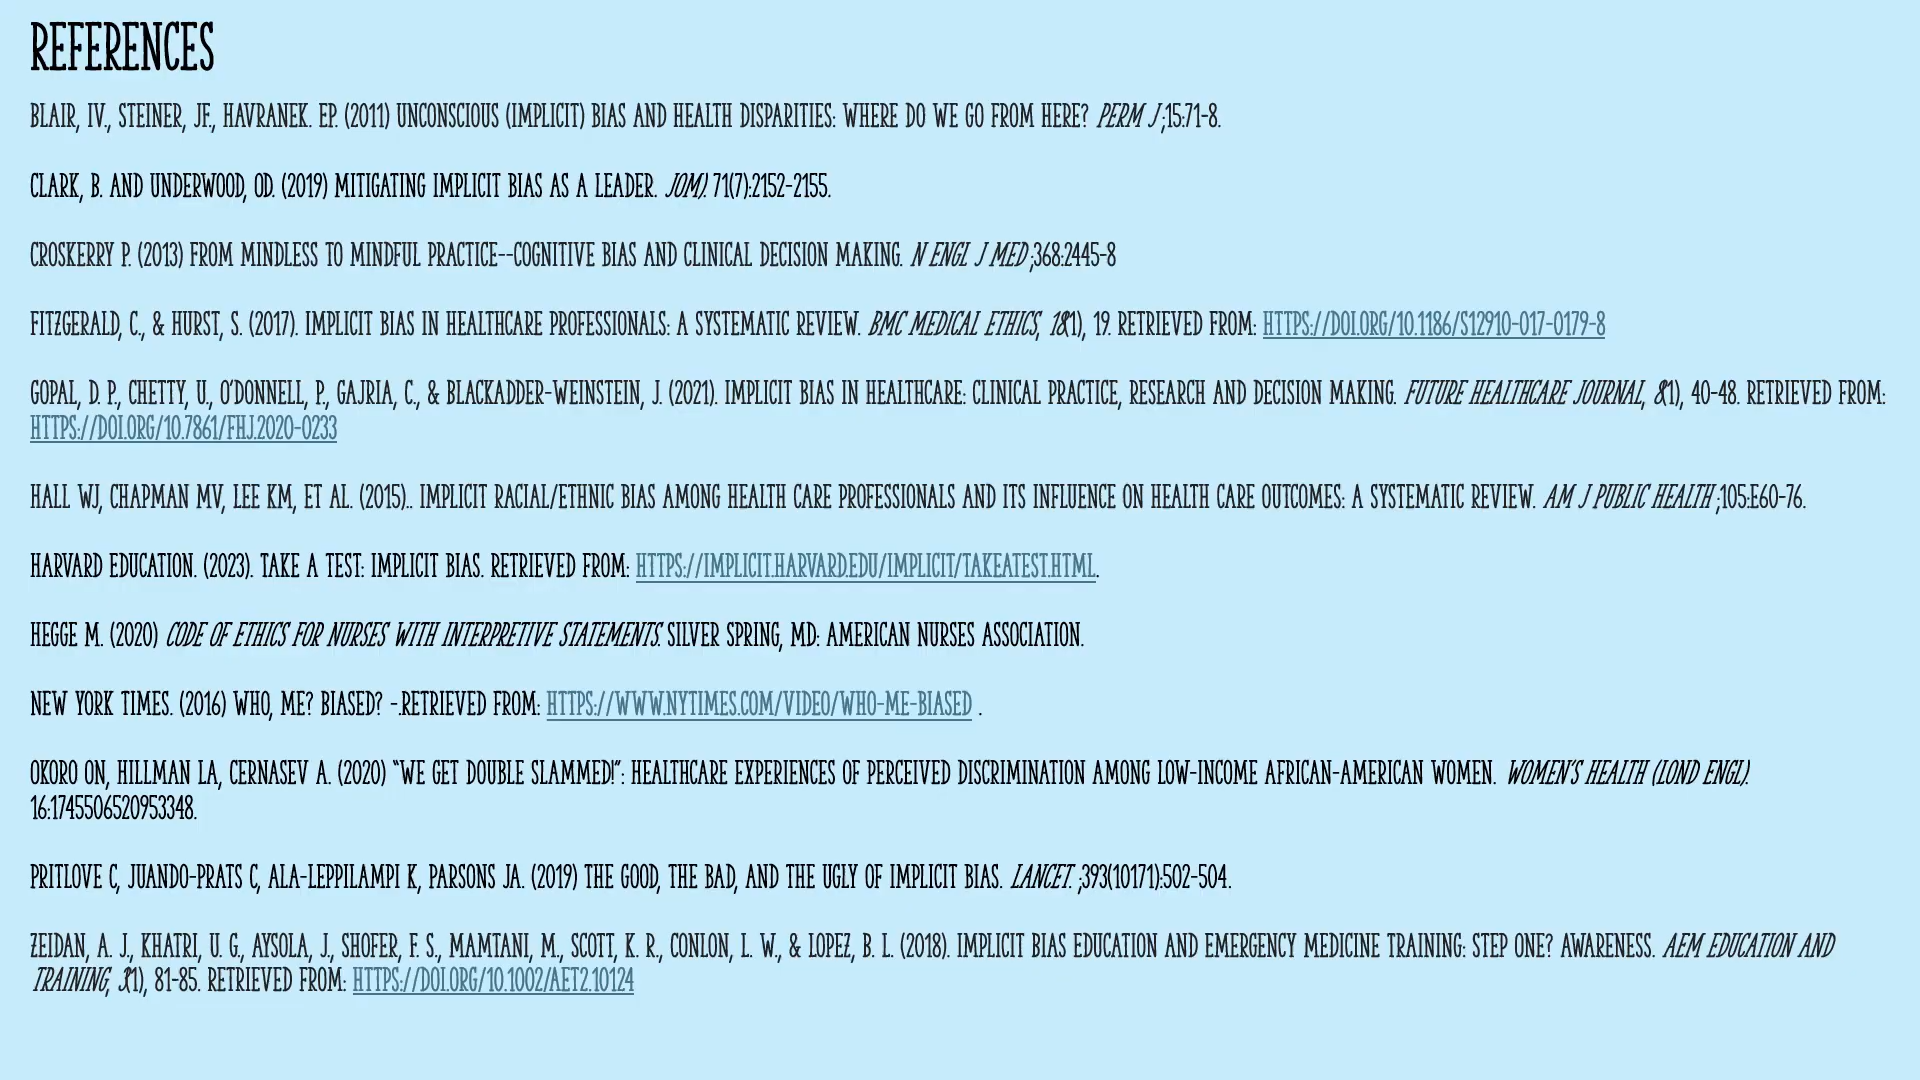 REFERENCES
BLAIR, IV., STEINER, JF., HAVRANEK. EP. (2011) UNCONSCIOUS (IMPLICIT) BIAS AND HEALTH DISPARITIES: WHERE DO WE GO FROM HERE? PERM J ;15:71-8.
CLARK, B. AND UNDERWOOD, OD. (2019) MITIGATING IMPLICIT BIAS AS A LEADER. JOM). 71(7):2152-2155.
CROSKERRY P. (2013) FROM MINDLESS TO MINDFUL PRACTICE--COGNITIVE BIAS AND CLINICAL DECISION MAKING. N ENGL J MED ;368:2445-8
FITZGERALD, C., & HURST, S. (2017). IMPLICIT BIAS IN HEALTHCARE PROFESSIONALS: A SYSTEMATIC REVIEW. BMC MEDICAL ETHICS, 18(1), 19. RETRIEVED FROM: HTTPS://DOI.ORG/10.1186/S12910-017-0179-8
GOPAL, D. P., CHETTY, U., O'DONNELL, P., GAJRIA, C., & BLACKADDER-WEINSTEIN, J. (2021). IMPLICIT BIAS IN HEALTHCARE: CLINICAL PRACTICE, RESEARCH AND DECISION MAKING. FUTURE HEALTHCARE JOURNAL, 8(1), 40-48. RETRIEVED FROM:
HTTPS://DOI.ORG/10.7861/FHJ.2020-0233
HALL WJ, CHAPMAN MV, LEE KM, ET AL. (2015).. IMPLICIT RACIAL/ETHNIC BIAS AMONG HEALTH CARE PROFESSIONALS AND ITS INFLUENCE ON HEALTH CARE OUTCOMES: A SYSTEMATIC REVIEW. AM J PUBLIC HEALTH ;105:E60-76.
HARVARD EDUCATION. (2023). TAKE A TEST: IMPLICIT BIAS. RETRIEVED FROM: HTTPS://IMPLICIT.HARVARD.EDU/IMPLICIT/TAKEATEST.HTML.
HEGGE M. (2020) CODE OF ETHICS FOR NURSES WITH INTERPRETIVE STATEMENTS. SILVER SPRING, MD: AMERICAN NURSES ASSOCIATION.
NEW YORK TIMES. (2016) WHO, ME? BIASED? -.RETRIEVED FROM: HTTPS://WWW.NYTIMES.COM/VIDEO/WHO-ME-BIASED .
OKORO ON, HILLMAN LA, CERNASEV A. (2020) "WE GET DOUBLE SLAMMED!": HEALTHCARE EXPERIENCES OF PERCEIVED DISCRIMINATION AMONG LOW-INCOME AFRICAN-AMERICAN WOMEN. WOMEN'S HEALTH (LOND ENGL).
16:1745506520953348.
PRITLOVE C, JUANDO-PRATS C, ALA-LEPPILAMPI K, PARSONS JA. (2019) THE GOOD, THE BAD, AND THE UGLY OF IMPLICIT BIAS. LANCET. ;393(10171):502-504.
ZEIDAN, A. J., KHATRI, U. G., AYSOLA, J., SHOFER, F. S., MAMTANI, M., SCOTT, K. R., CONLON, L. W., & LOPEZ, B. L. (2018). IMPLICIT BIAS EDUCATION AND EMERGENCY MEDICINE TRAINING: STEP ONE? AWARENESS. AEM EDUCATION AND
TRAINING, 3(1), 81-85. RETRIEVED FROM: HTTPS://DOI.ORG/10.1002/AET2.10124